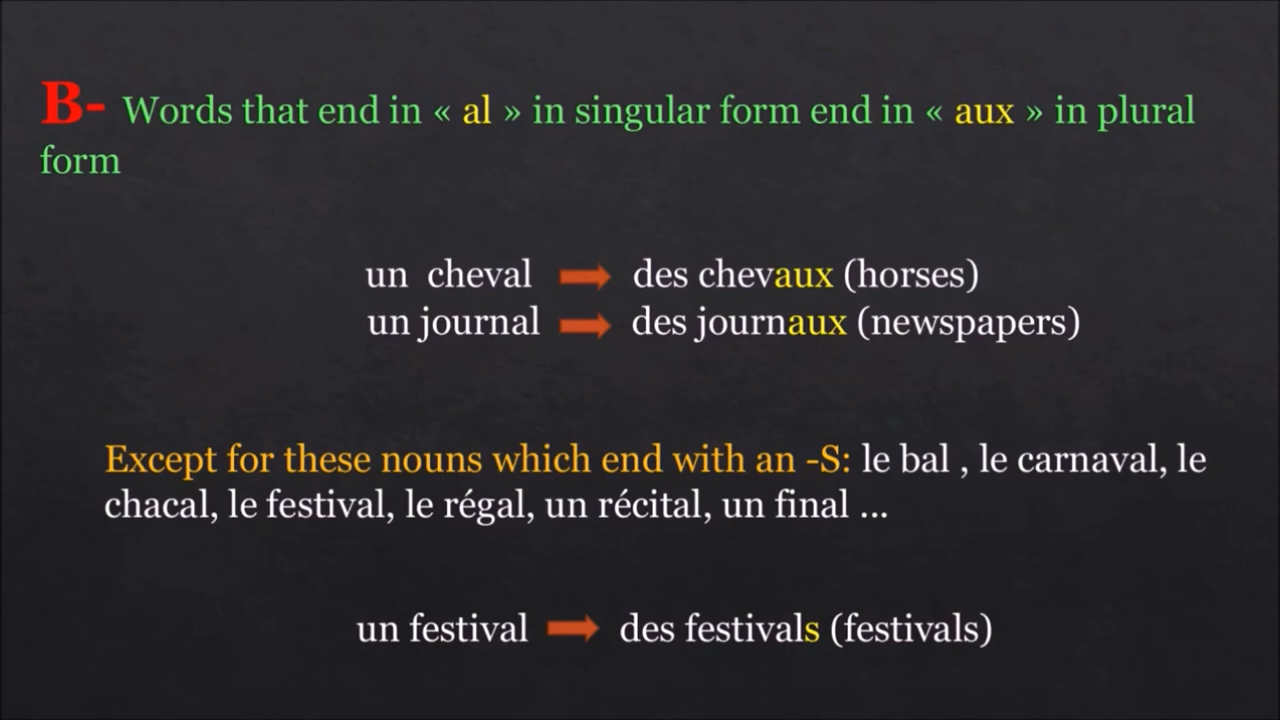 B- Words that end in « al » in singular form end in « aux » in plural
form
un cheval des chevaux (horses)
un journal des journaux (newspapers)
Except for these nouns which end with an -S: le bal , le carnaval, le
chacal, le festival, le régal, un récital, un final ...
un festival des festivals (festivals)